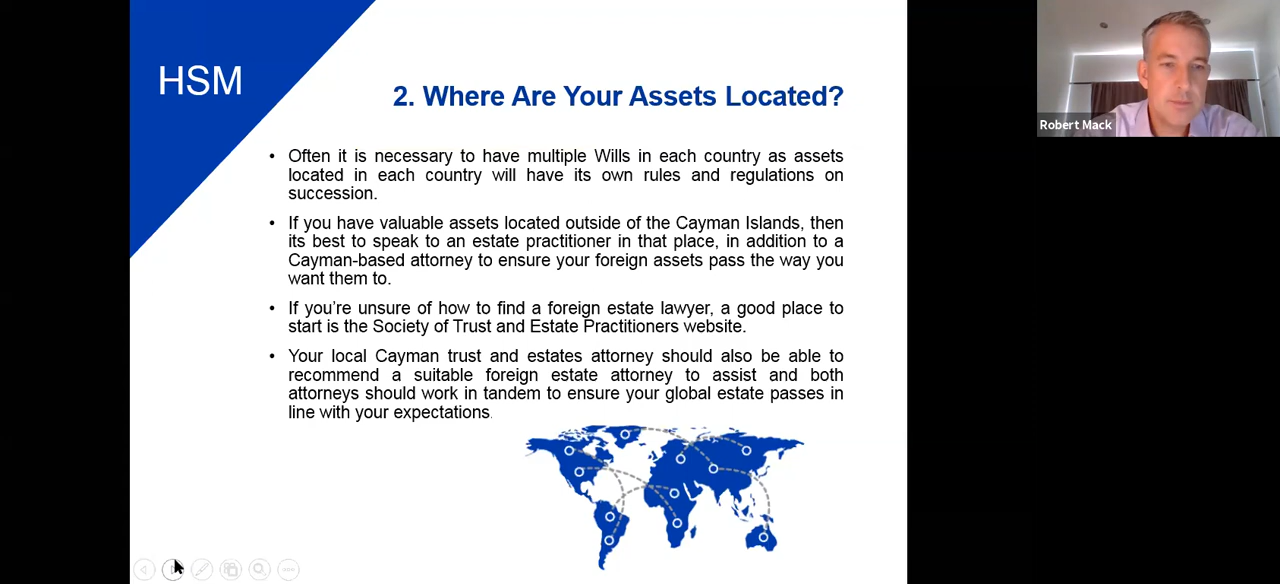 HSM
2. Where Are Your Assets Located?
• Often it is necessary to have multiple Wills in each country as assets
located in each country will have its own rules and regulations on
succession.
• If you have valuable assets located outside of the Cayman Islands, then
its best to speak to an estate practitioner in that place, in addition to a
Cayman-based attorney to ensure your foreign assets pass the way you
want them to.
• If you're unsure of how to find a foreign estate lawyer, a good place to
start is the Society of Trust and Estate Practitioners website.
• Your local Cayman trust and estates attorney should also be able to
recommend a suitable foreign estate attorney to assist and both
attorneys should work in tandem to ensure your global estate passes in
line with your expectations.
Robert Mack